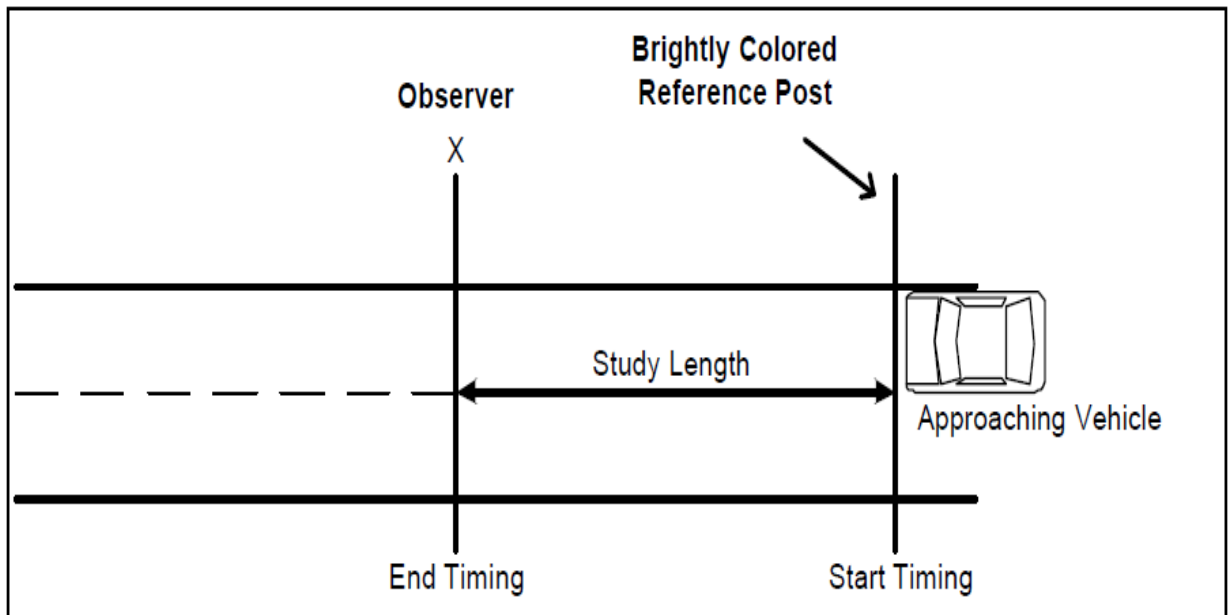 Brightly Colored
Reference Post
Observer
X
Study Length
Approaching Vehicle
End Timing
Start Timing